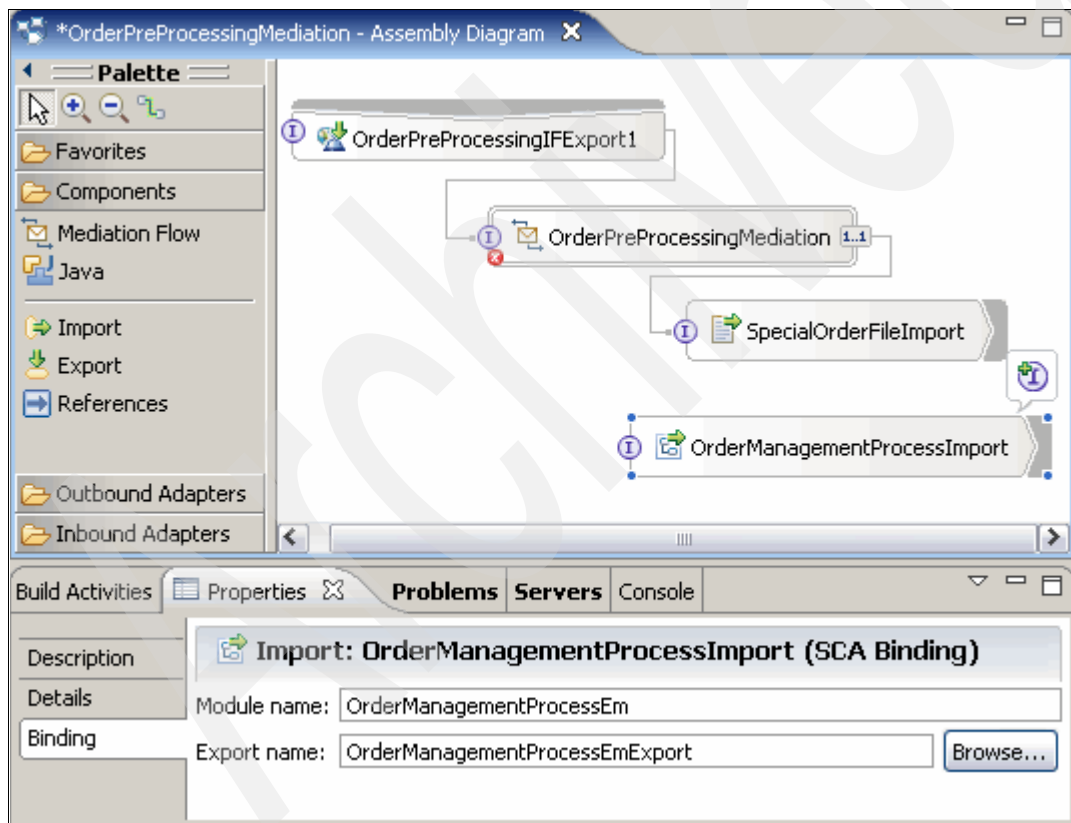 *OrderPreProcessingMediation - Assembly Diagram
Palette
Favorites
Components
Mediation Flow
Java
Import
Export
References
Outbound Adapters
Inbound Adapters
I OrderPreProcessingIFExport1
I OrderPreProcessingMediation 1..1
I SpecialOrderFileImport
I
I OrderManagementProcessImport
Build Activities Properties Problems Servers Console
Description
Details
Binding
Import: OrderManagementProcessImport (SCA Binding)
Module name: OrderManagementProcessEm
Export name: OrderManagementProcessEmExport Browse...
Archived